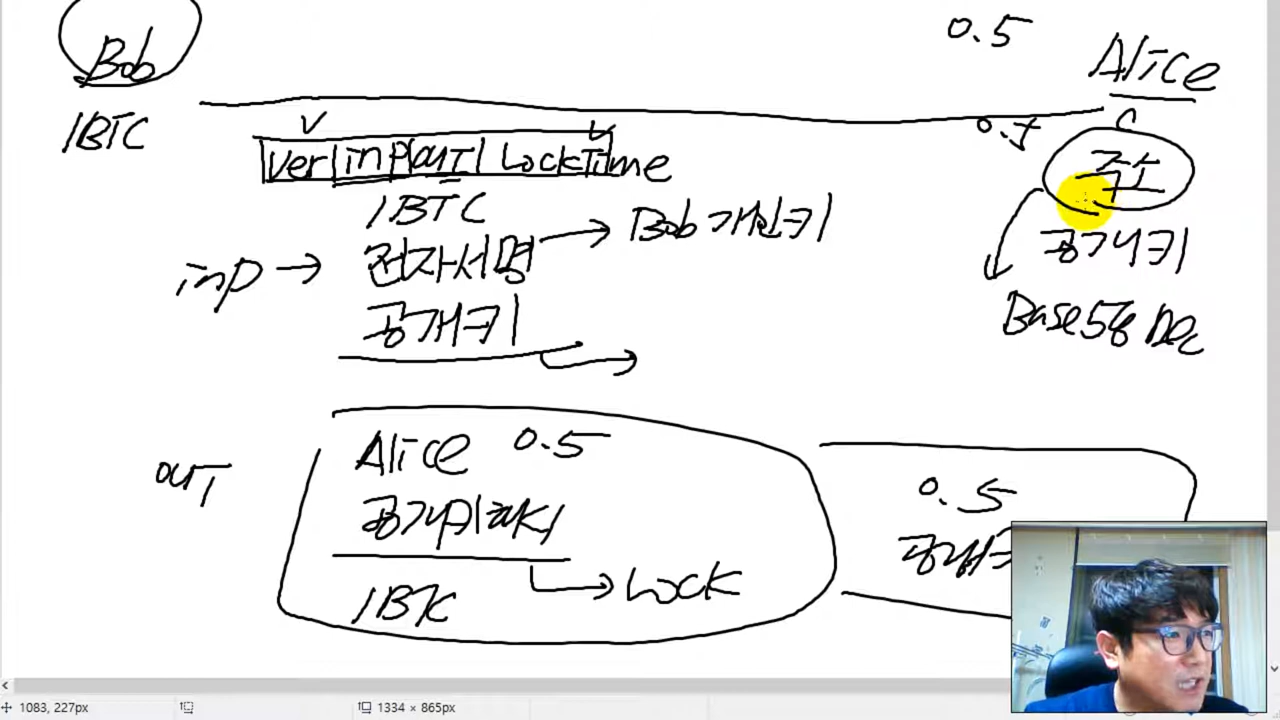 0.5
Bob
Alice
1BTC
0.5
ver inp out LockTime
주소
1BTC
전자서명 → Bob 개인키
공개키
inp →
공개키
Base58 Dec
Alice 0.5
OUT
0.5
공개키해시
LOCK
1BTC
1083, 227px
1334 × 865px